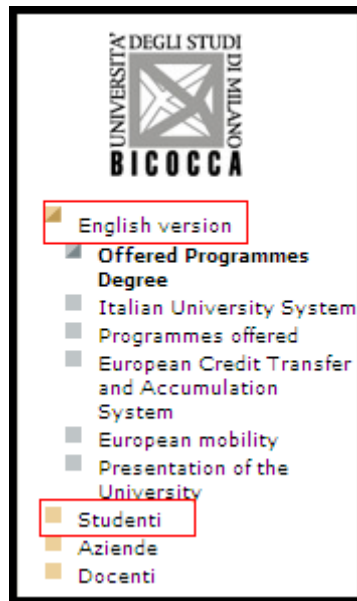 UNIVERSITA' DEGLI STUDI DI MILANO
BICOCCA
English version
Offered Programmes
Degree
Italian University System
Programmes offered
European Credit Transfer
and Accumulation
System
European mobility
Presentation of the
University
Studenti
Aziende
Docenti